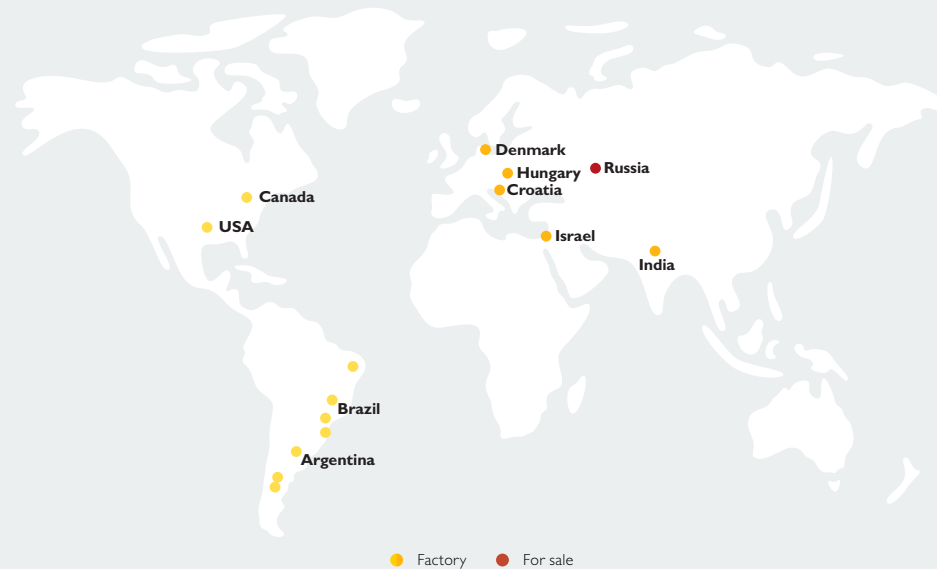 Denmark
Hungary
Russia
Croatia
Canada
USA
Israel
India
Brazil
Argentina
Factory
For sale